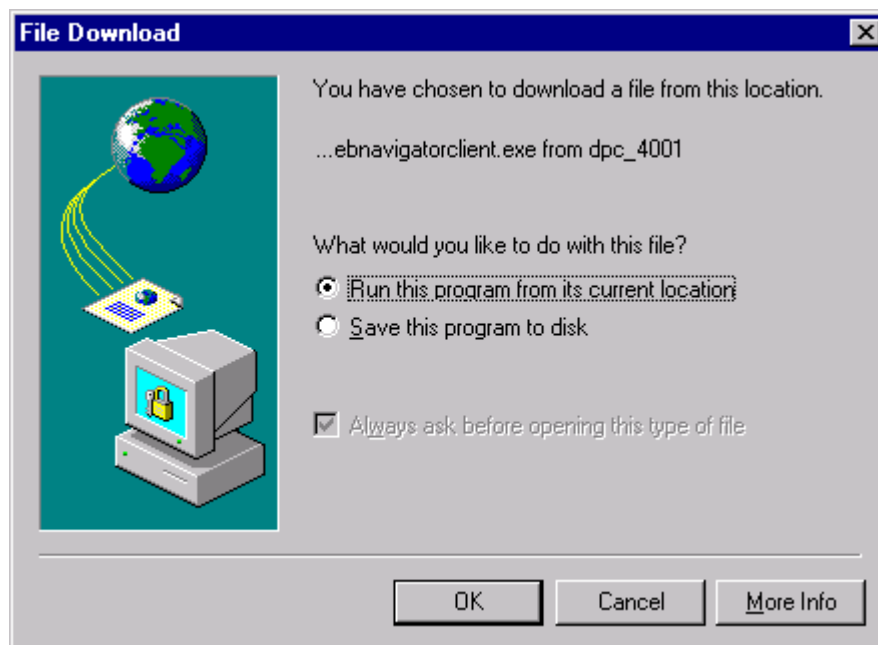 File Download
You have chosen to download a file from this location.
...ebnavigatorclient.exe from dpc_4001
What would you like to do with this file?
Run this program from its current location
Save this program to disk
Always ask before opening this type of file
OK
Cancel
More Info